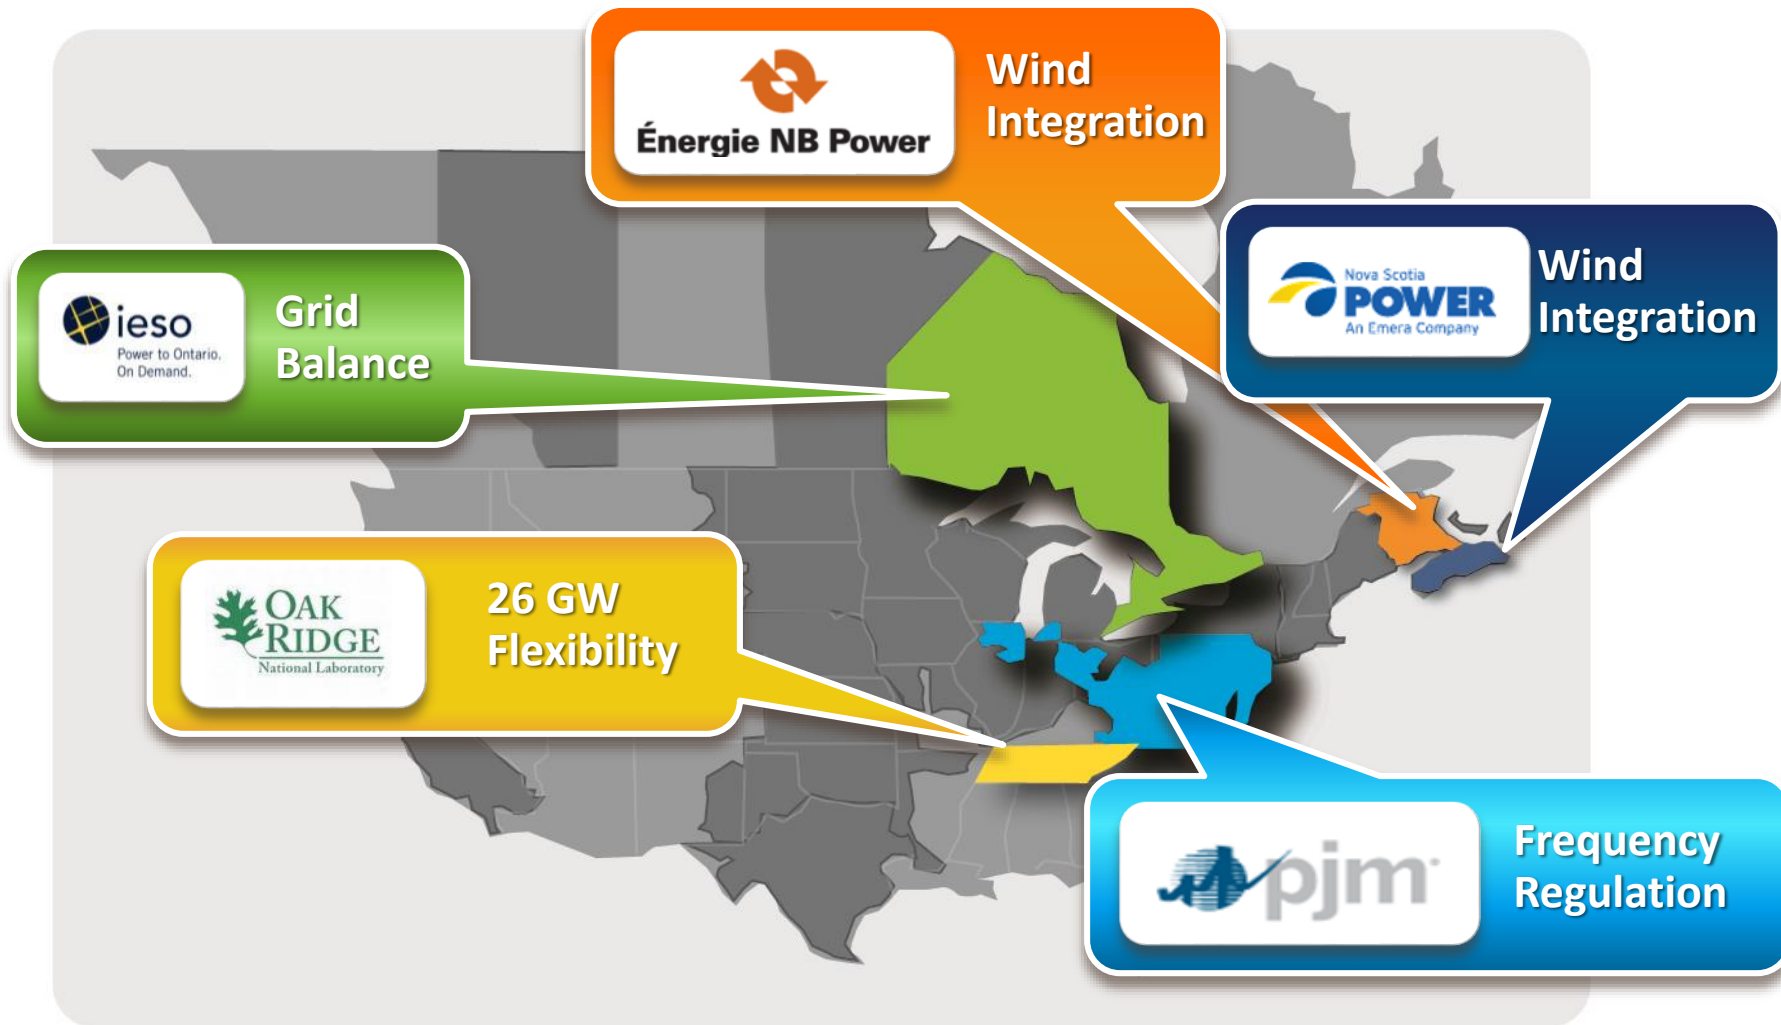 Énergie NB Power
Wind
Integration
Nova Scotia
POWER
An Emera Company
Wind
Integration
ieso
Power to Ontario.
On Demand.
Grid
Balance
OAK
RIDGE
National Laboratory
26 GW
Flexibility
pjm
Frequency
Regulation